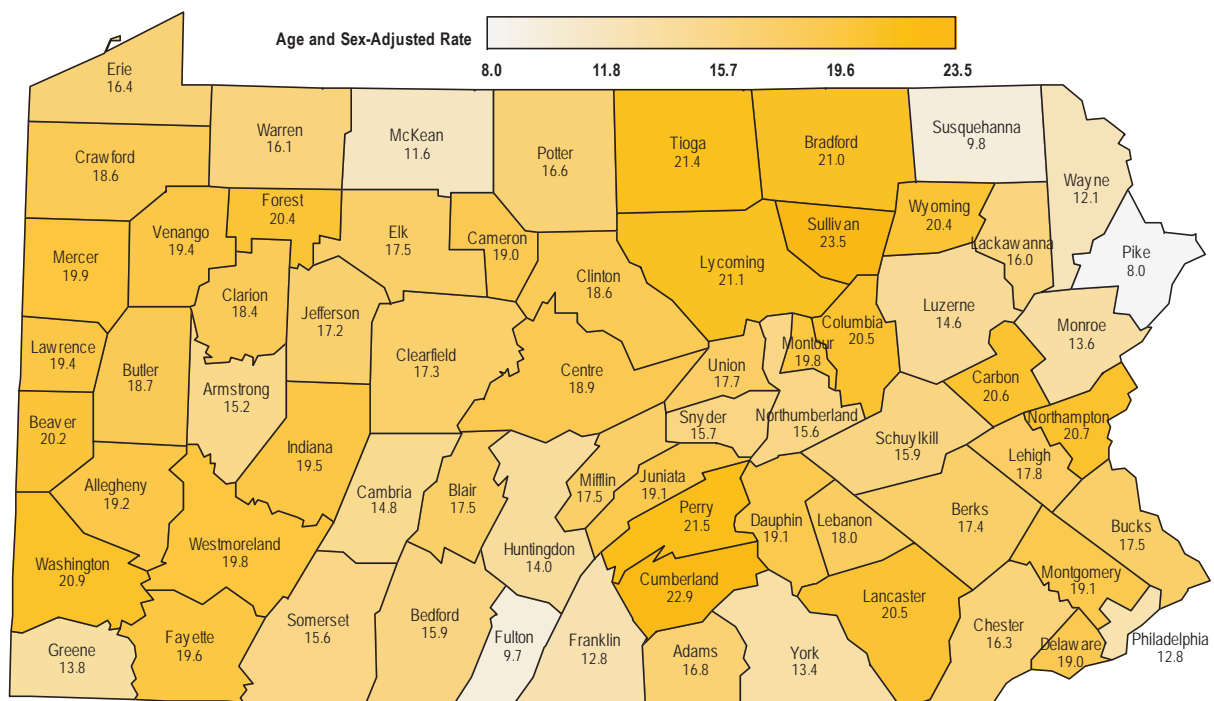 Age and Sex-Adjusted Rate
8.0 11.8 15.7 19.6 23.5
Erie
16.4
Crawford
18.6
Warren
16.1
McKean
11.6
Potter
16.6
Tioga
21.4
Bradford
21.0
Susquehanna
9.8
Wayne
12.1
Forest
20.4
Venango
19.4
Mercer
19.9
Elk
17.5
Cameron
19.0
Clinton
18.6
Lycoming
21.1
Sullivan
23.5
Wyoming
20.4
Lackawanna
16.0
Pike
8.0
Clarion
18.4
Jefferson
17.2
Lawrence
19.4
Butler
18.7
Armstrong
15.2
Clearfield
17.3
Centre
18.9
Union
17.7
Montour
19.8
Columbia
20.5
Luzerne
14.6
Monroe
13.6
Carbon
20.6
Beaver
20.2
Indiana
19.5
Snyder
15.7
Northumberland
15.6
Schuylkill
15.9
Northampton
20.7
Lehigh
17.8
Allegheny
19.2
Cambria
14.8
Blair
17.5
Mifflin
17.5
Juniata
19.1
Perry
21.5
Dauphin
19.1
Lebanon
18.0
Berks
17.4
Bucks
17.5
Washington
20.9
Westmoreland
19.8
Huntingdon
14.0
Cumberland
22.9
Lancaster
20.5
Montgomery
19.1
Greene
13.8
Fayette
19.6
Somerset
15.6
Bedford
15.9
Fulton
9.7
Franklin
12.8
Adams
16.8
York
13.4
Chester
16.3
Delaware
19.0
Philadelphia
12.8